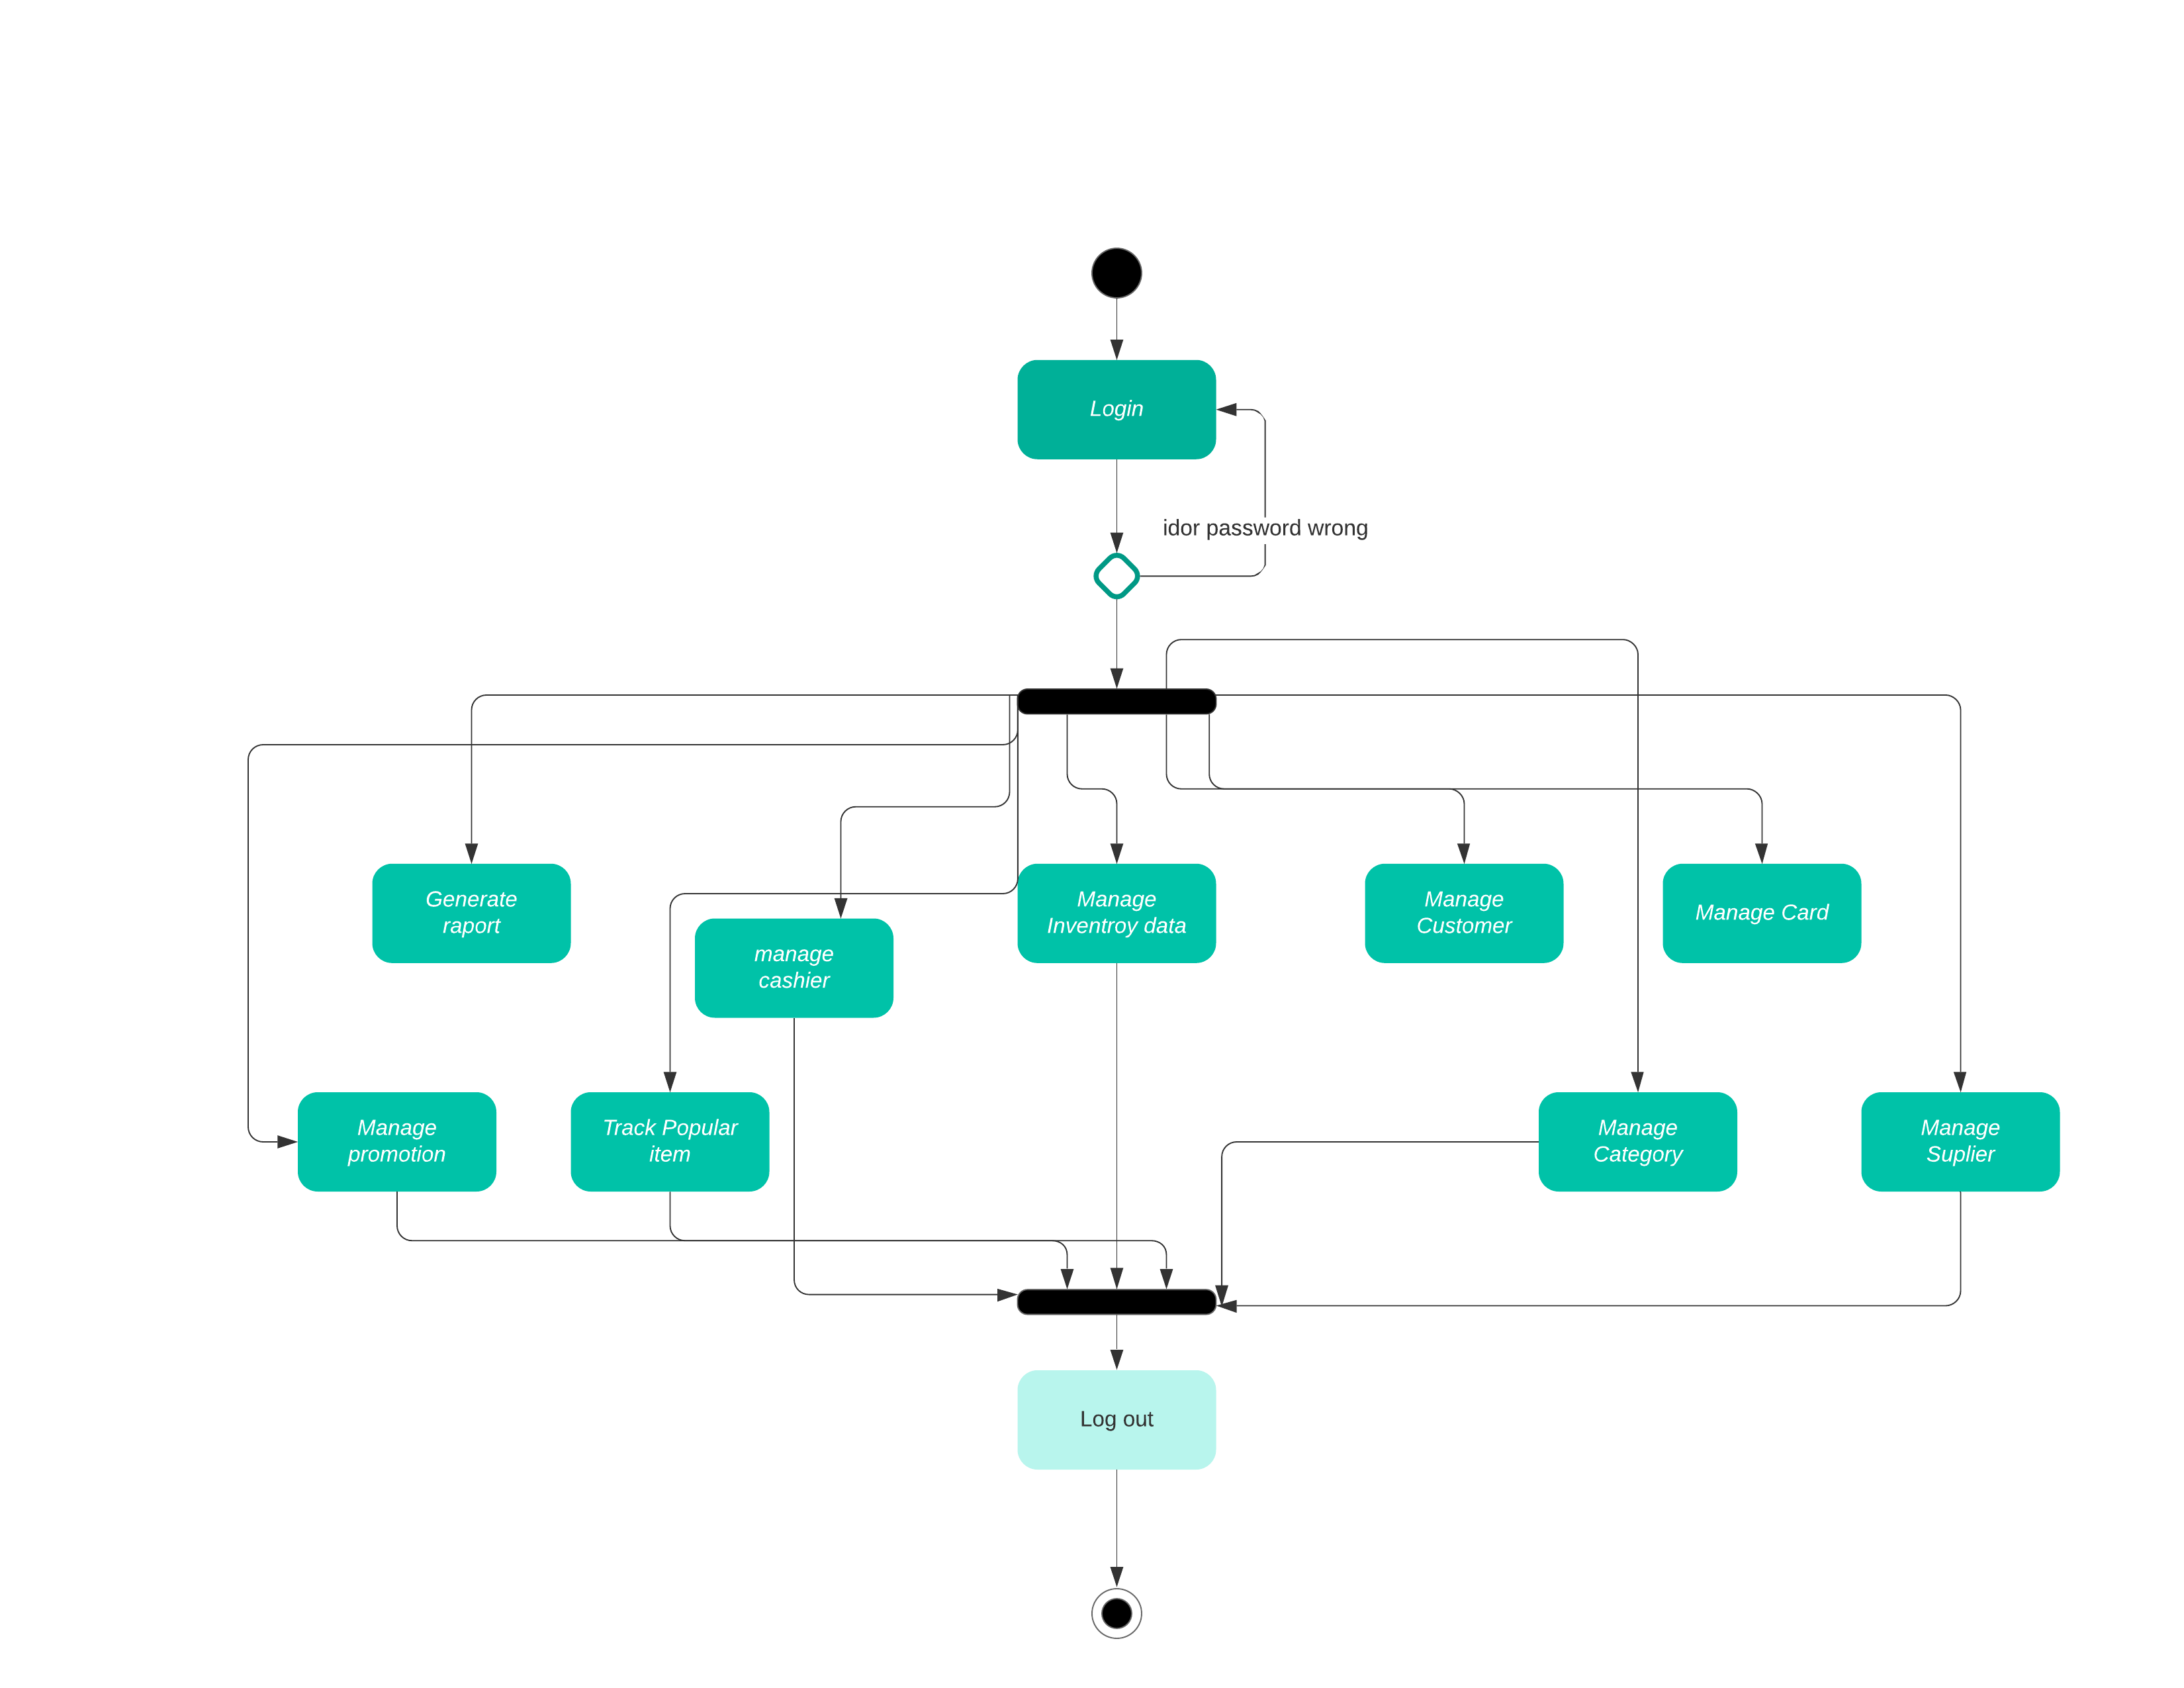 Login
idor password wrong
Generate
raport
manage
cashier
Manage
Inventroy data
Manage
Customer
Manage Card
Manage
promotion
Track Popular
item
Manage
Category
Manage
Suplier
Log out